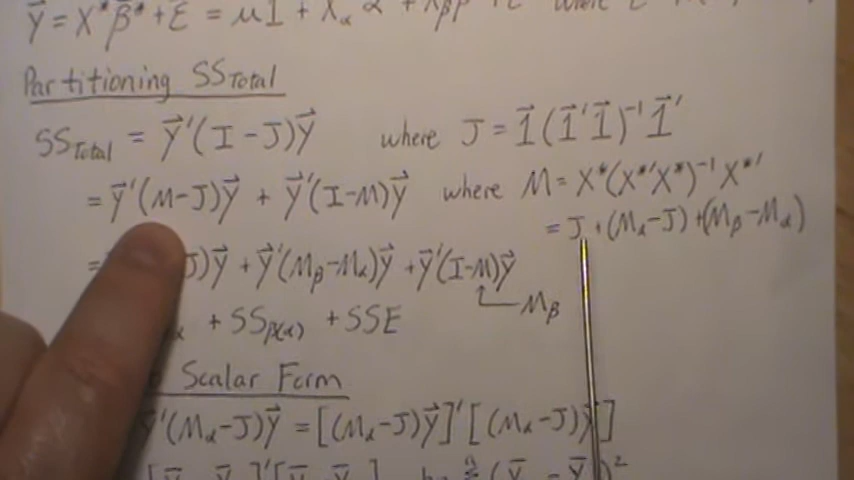 Y⃗ = X*β⃗* + ε⃗ = μ1⃗ + X_α α + X_β β +
Partitioning SS_Total
SS_Total = Y⃗'(I-J)Y⃗ where J = 1⃗(1⃗'1⃗)⁻¹1⃗'
= Y⃗'(M-J)Y⃗ + Y⃗'(I-M)Y⃗ where M = X*(X*'X*)⁻¹X*'
= J + (M_α-J) + (M_β-M_α)
= J)Y⃗ + Y⃗'(M_β-M_α)Y⃗ + Y⃗'(I-M)Y⃗
M_β
α + SS_β(α) + SSE
Scalar Form
Y⃗'(M_α-J)Y⃗ = [(M_α-J)Y⃗]'[(M_α-J)Y⃗]